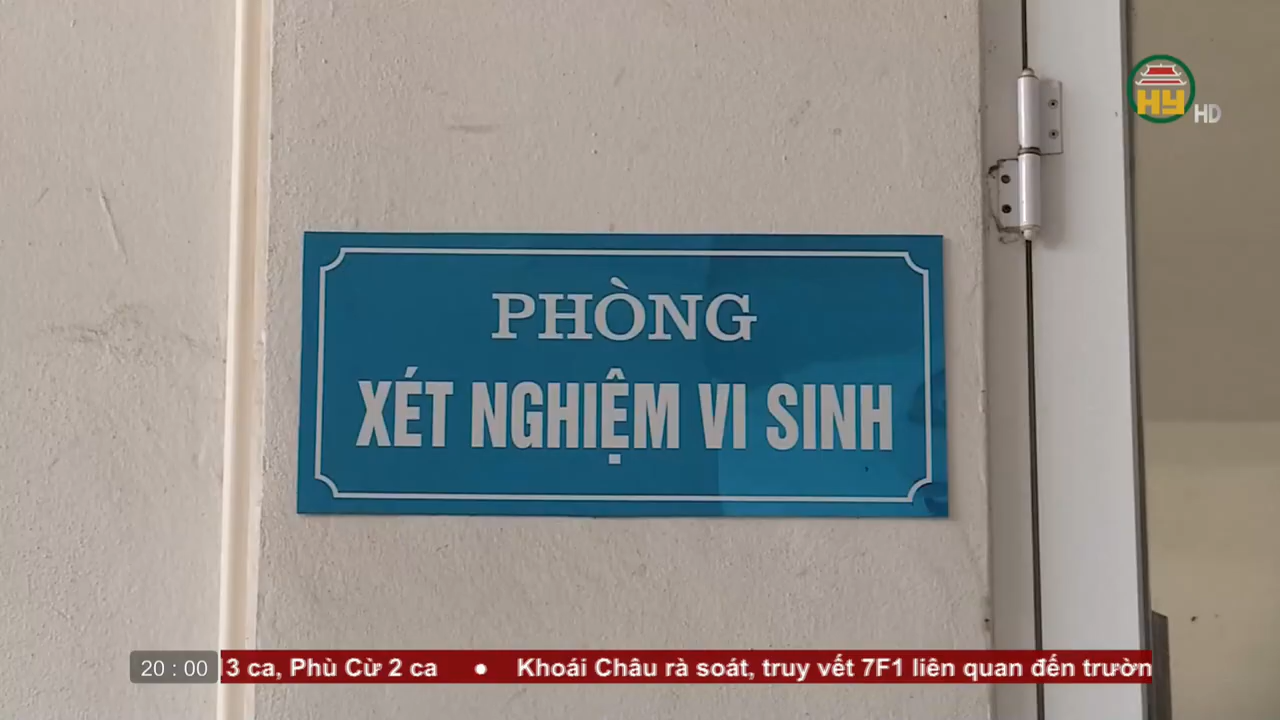 HY HD
PHÒNG
XÉT NGHIỆM VI SINH
20 : 00
3 ca, Phù Cừ 2 ca • Khoái Châu rà soát, truy vết 7F1 liên quan đến trườn